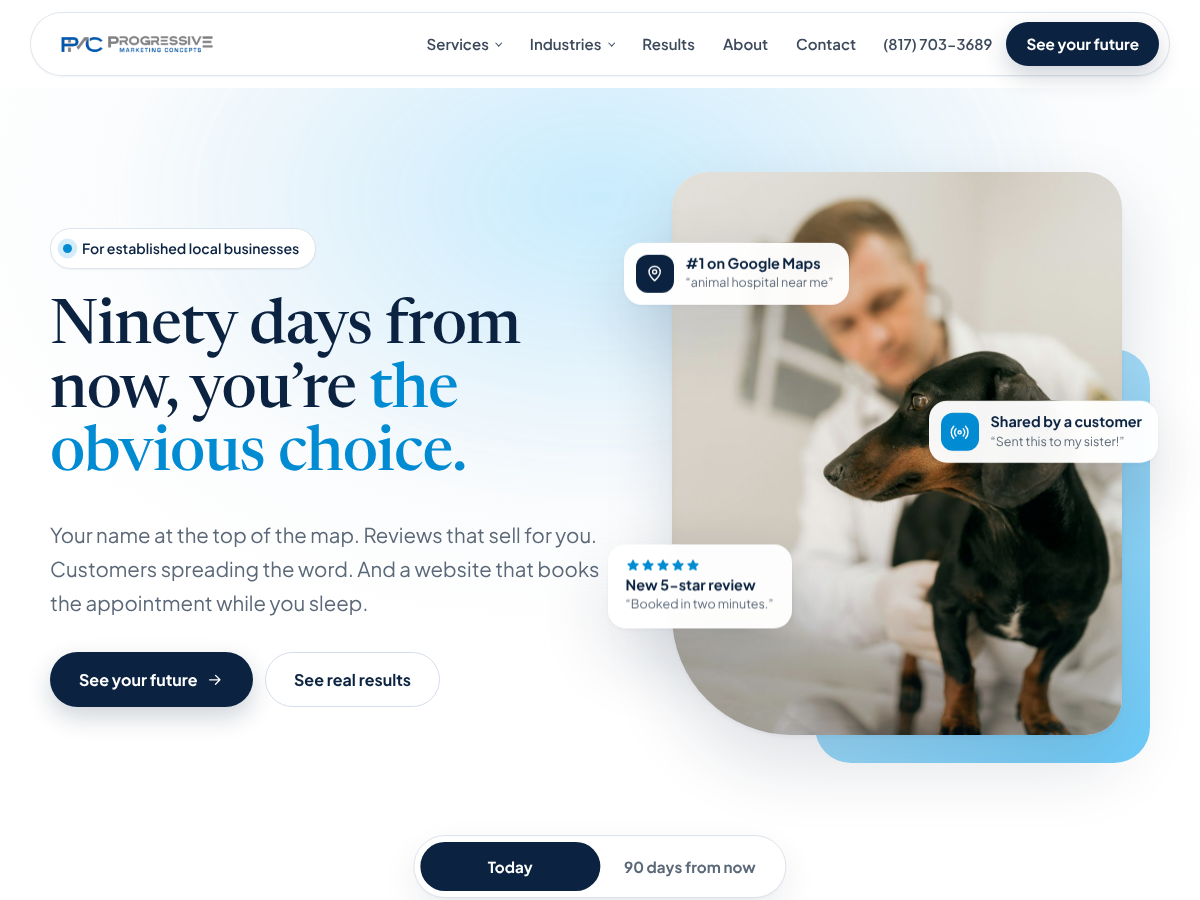 PMC PROGRESSIVE
MARKETING CONCEPTS
Services
Industries
Results
About
Contact
(817) 703-3689
See your future
For established local businesses
Ninety days from
now, you’re the
obvious choice.
Your name at the top of the map. Reviews that sell for you.
Customers spreading the word. And a website that books
the appointment while you sleep.
See your future →
See real results
#1 on Google Maps
“animal hospital near me”
Shared by a customer
“Sent this to my sister!”
★★★★★
New 5-star review
“Booked in two minutes.”
Today
90 days from now